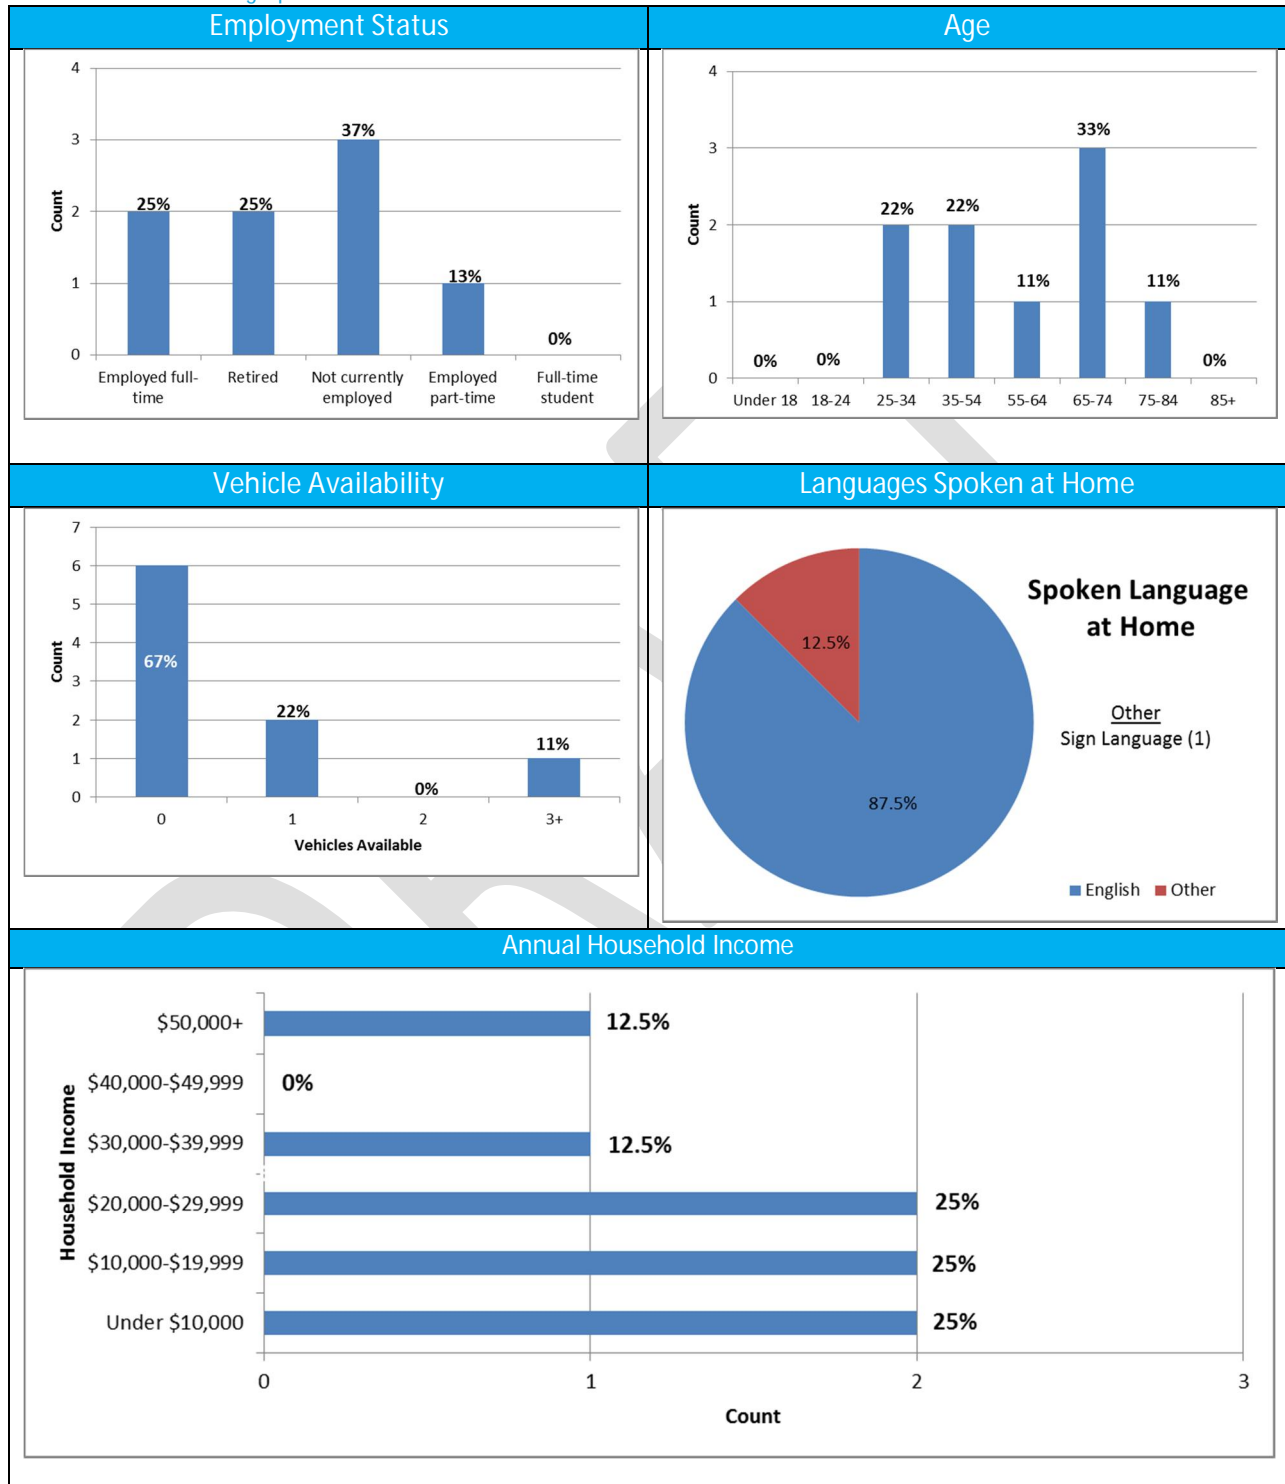 Employment Status
Age
4
3
2
1
0
Count
25%
25%
37%
13%
0%
Employed full-
time
Retired
Not currently
employed
Employed
part-time
Full-time
student
4
3
2
1
0
Count
0%
0%
22%
22%
11%
33%
11%
0%
Under 18
18-24
25-34
35-54
55-64
65-74
75-84
85+
Vehicle Availability
Languages Spoken at Home
7
6
5
4
3
2
1
0
Count
67%
22%
0%
11%
0
1
2
3+
Vehicles Available
Spoken Language
at Home
12.5%
87.5%
Other
Sign Language (1)
English
Other
Annual Household Income
Household Income
$50,000+
12.5%
$40,000-$49,999
0%
$30,000-$39,999
12.5%
$20,000-$29,999
25%
$10,000-$19,999
25%
Under $10,000
25%
0
1
2
3
Count